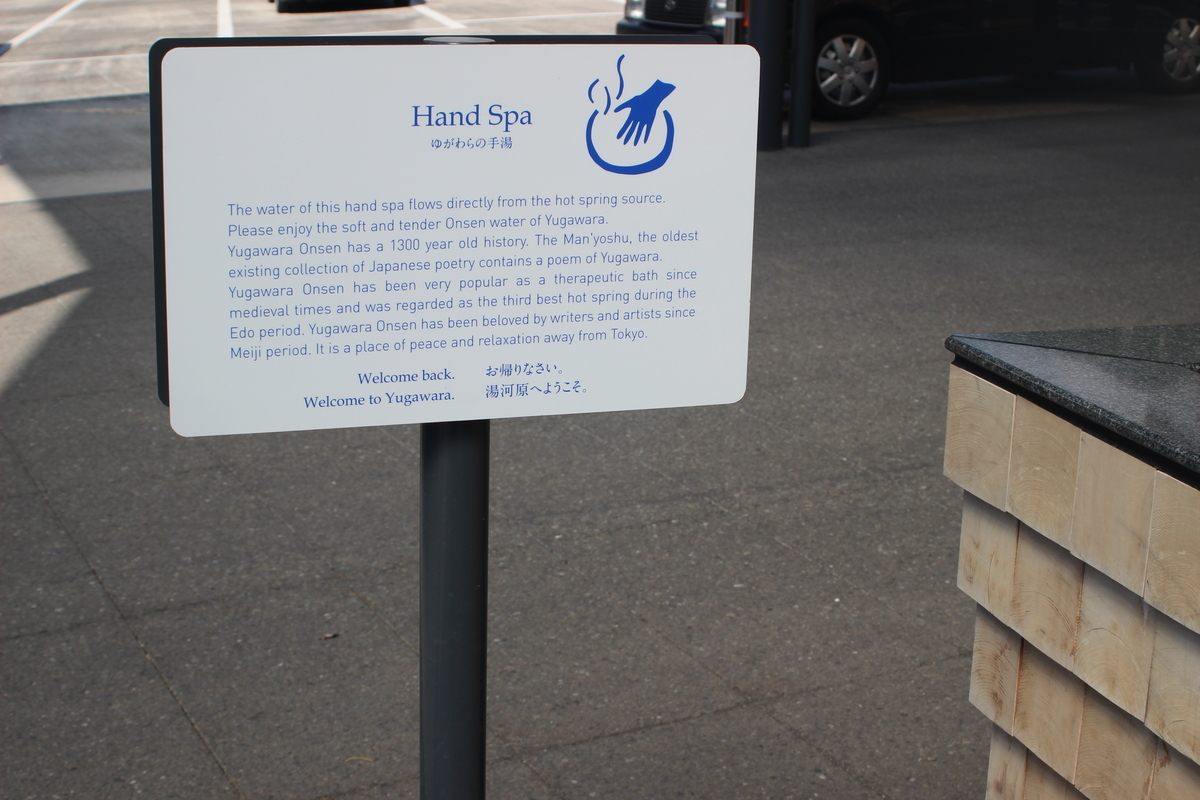 Hand Spa
ゆがわらの手湯
The water of this hand spa flows directly from the hot spring source.
Please enjoy the soft and tender Onsen water of Yugawara.
Yugawara Onsen has a 1300 year old history. The Man'yoshu, the oldest
existing collection of Japanese poetry contains a poem of Yugawara.
Yugawara Onsen has been very popular as a therapeutic bath since
medieval times and was regarded as the third best hot spring during the
Edo period. Yugawara Onsen has been beloved by writers and artists since
Meiji period. It is a place of peace and relaxation away from Tokyo.
Welcome back. お帰りなさい。
Welcome to Yugawara. 湯河原へようこそ。